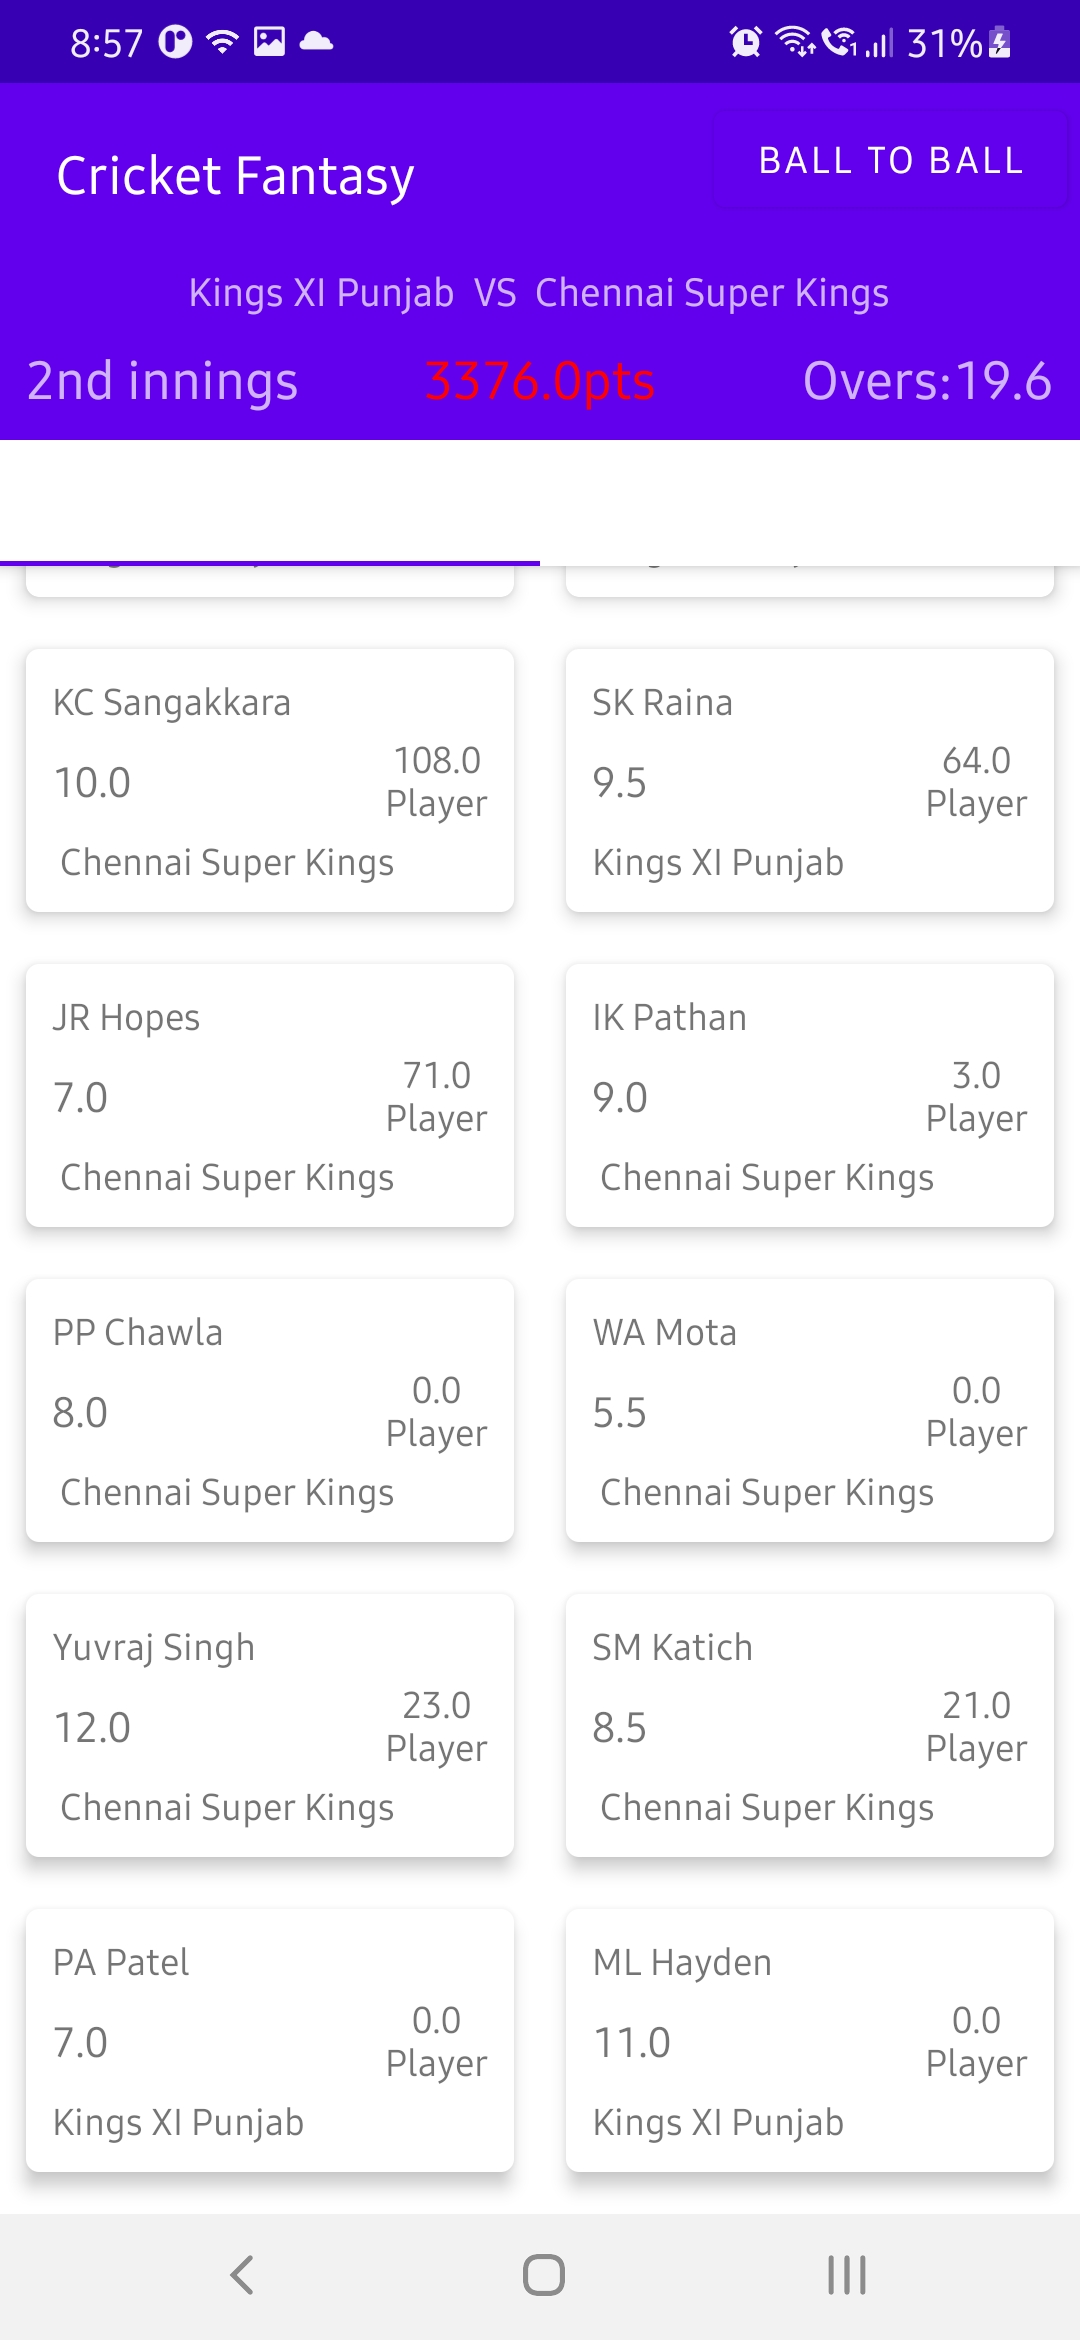 8:57 31%
Cricket Fantasy
BALL TO BALL
Kings XI Punjab VS Chennai Super Kings
2nd innings 3376.0pts Overs:19.6
KC Sangakkara
10.0
108.0
Player
Chennai Super Kings
SK Raina
9.5
64.0
Player
Kings XI Punjab
JR Hopes
7.0
71.0
Player
Chennai Super Kings
IK Pathan
9.0
3.0
Player
Chennai Super Kings
PP Chawla
8.0
0.0
Player
Chennai Super Kings
WA Mota
5.5
0.0
Player
Chennai Super Kings
Yuvraj Singh
12.0
23.0
Player
Chennai Super Kings
SM Katich
8.5
21.0
Player
Chennai Super Kings
PA Patel
7.0
0.0
Player
Kings XI Punjab
ML Hayden
11.0
0.0
Player
Kings XI Punjab